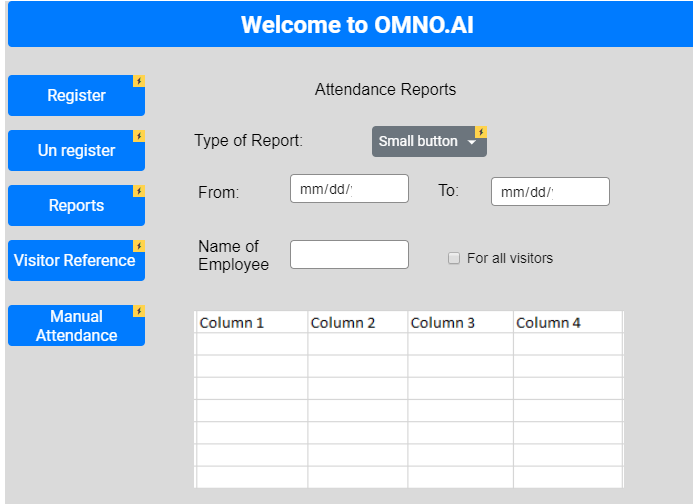 Welcome to OMNO.AI
Register
Un register
Reports
Visitor Reference
Manual
Attendance
Attendance Reports
Type of Report:
Small button
From:
mm/dd/
To:
mm/dd/
Name of
Employee
For all visitors
Column 1 Column 2 Column 3 Column 4